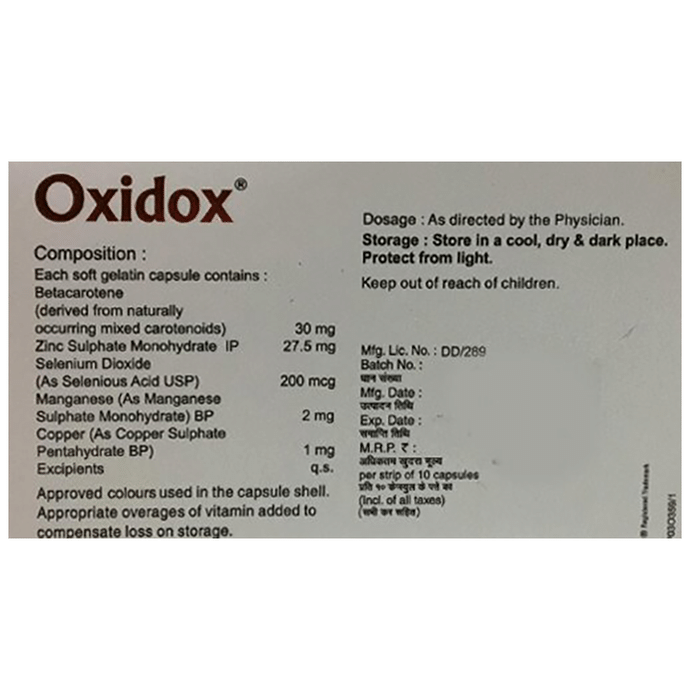 Oxidox®
Composition :
Each soft gelatin capsule contains :
Betacarotene
(derived from naturally
occurring mixed carotenoids) 30 mg
Zinc Sulphate Monohydrate IP 27.5 mg
Selenium Dioxide
(As Selenious Acid USP) 200 mcg
Manganese (As Manganese
Sulphate Monohydrate) BP 2 mg
Copper (As Copper Sulphate
Pentahydrate BP) 1 mg
Excipients q.s.
Approved colours used in the capsule shell.
Appropriate overages of vitamin added to
compensate loss on storage.
Dosage : As directed by the Physician.
Storage : Store in a cool, dry & dark place.
Protect from light.
Keep out of reach of children.
Mfg. Lic. No. : DD/289
Batch No. :
घान संख्या
Mfg. Date :
उत्पादन तिथि
Exp. Date :
समाप्ति तिथि
M.R.P. ₹ :
अधिकतम खुदरा मूल्य
per strip of 10 capsules
प्रति १० कैप्सूल के पत्ते का
(Incl. of all taxes)
(सभी कर सहित)
® Registered Trademark